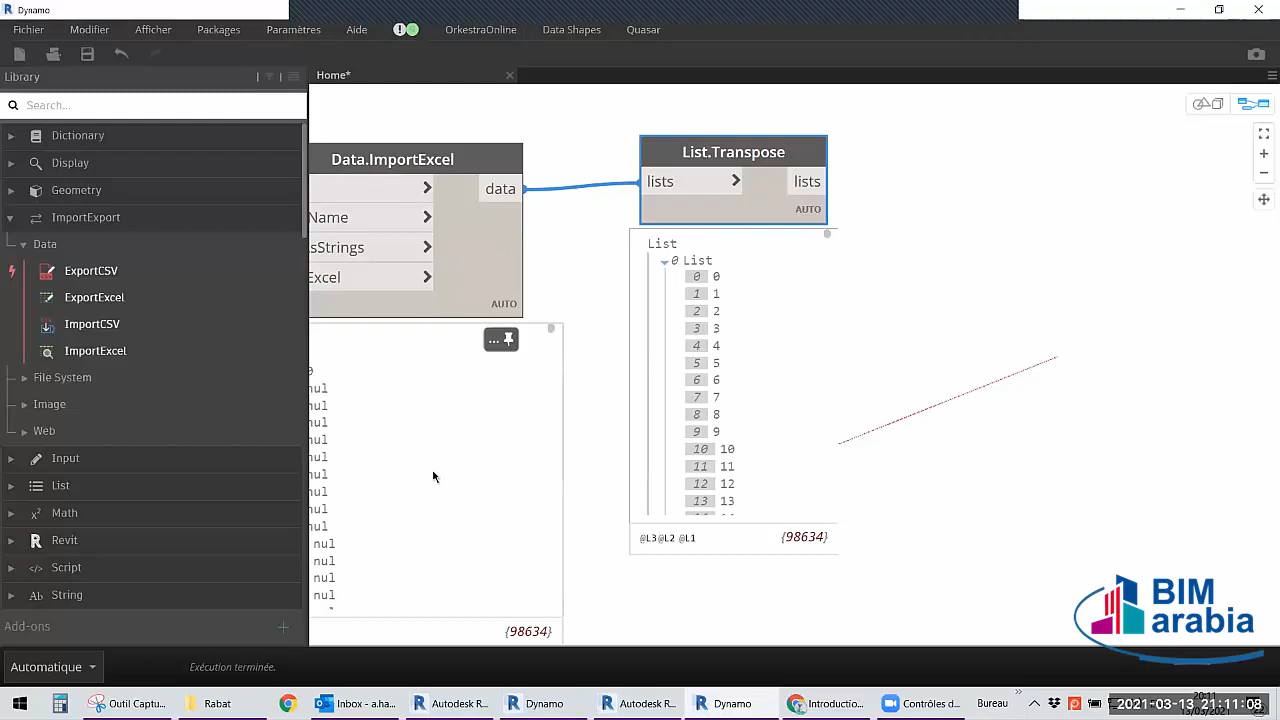 Dynamo
Fichier Modifier Afficher Packages Paramètres Aide OrkestraOnline Data Shapes Quasar
Library
Home*
Search...
Dictionary
Display
Geometry
ImportExport
Data
ExportCSV
ExportExcel
ImportCSV
ImportExcel
File System
Image
Web
Input
List
Math
Revit
Script
String
Add-ons
Data.ImportExcel
data
Name
sStrings
Excel
AUTO
nul
nul
nul
nul
nul
nul
nul
nul
nul
nul
nul
nul
nul
{98634}
List.Transpose
lists > lists
AUTO
List
0 List
0 0
1 1
2 2
3 3
4 4
5 5
6 6
7 7
8 8
9 9
10 10
11 11
12 12
13 13
@L3 @L2 @L1 {98634}
BIM
arabia
Automatique
Exécution terminée.
Outil Captu... Rabat Inbox - Autodesk R... Dynamo Autodesk R... Dynamo Productio... Contrôles d... Bureau
20:11
2021-03-13 21:11:08